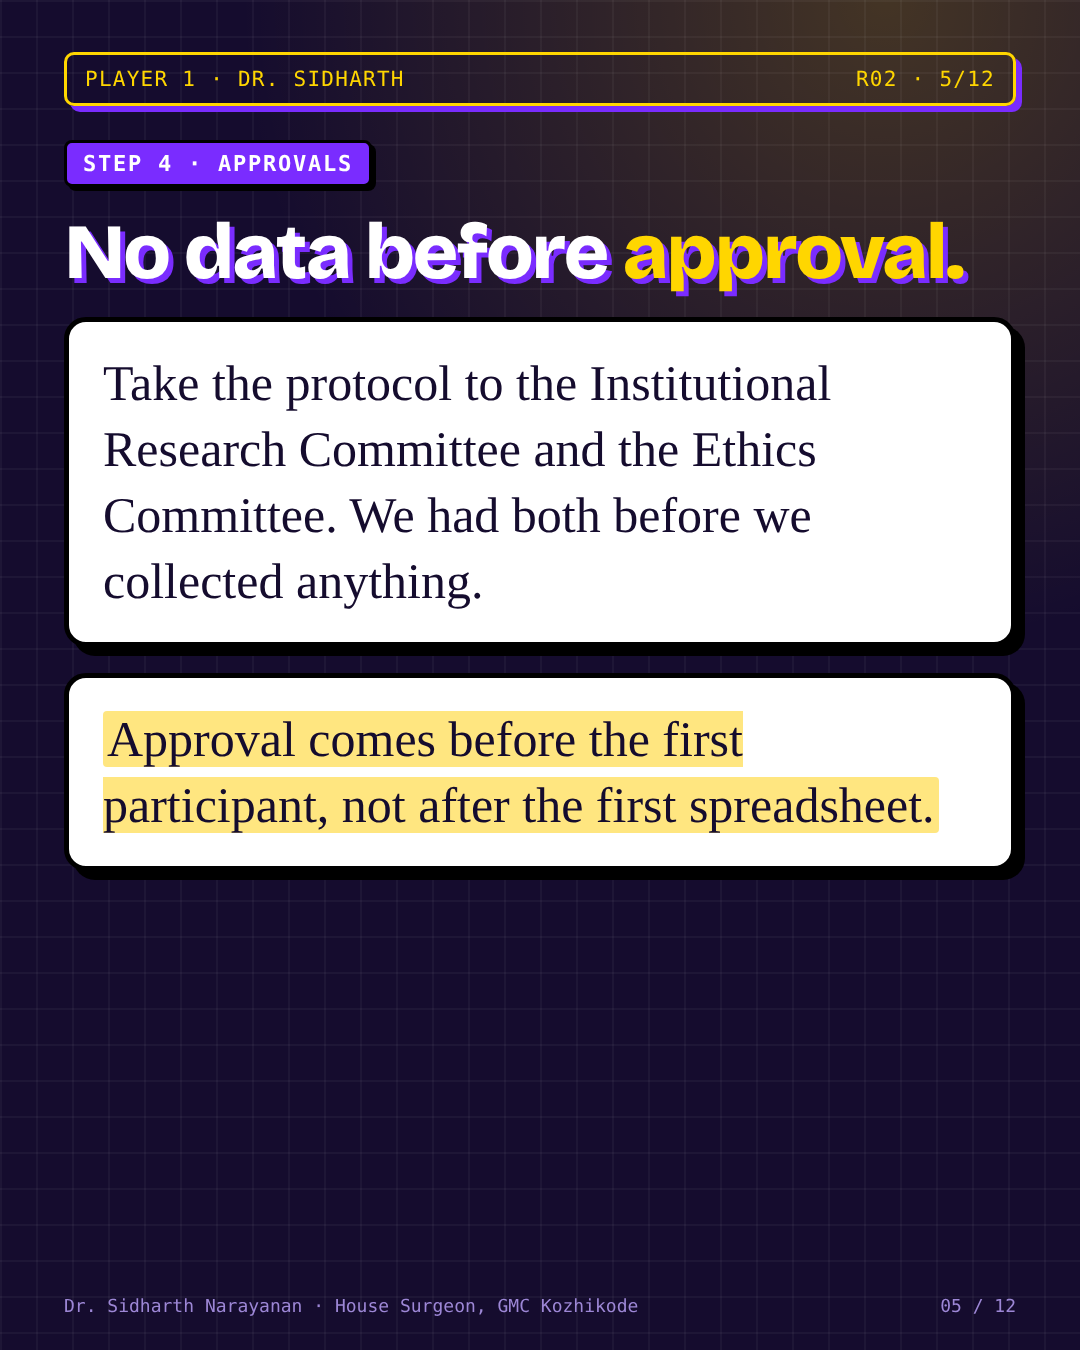 PLAYER 1 · DR. SIDHARTH
R02 · 5/12
STEP 4 · APPROVALS
No data before approval.
Take the protocol to the Institutional
Research Committee and the Ethics
Committee. We had both before we
collected anything.
Approval comes before the first
participant, not after the first spreadsheet.
Dr. Sidharth Narayanan · House Surgeon, GMC Kozhikode
05 / 12